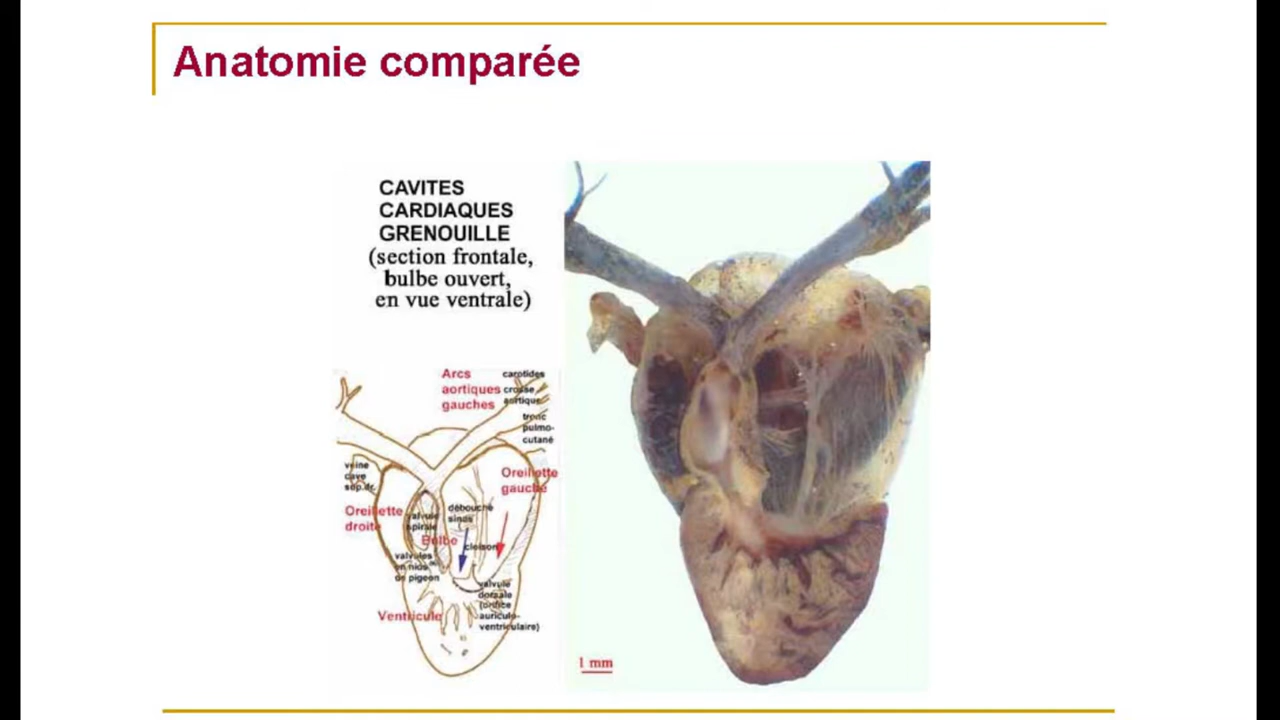 Anatomie comparée
CAVITES
CARDIAQUES
GRENOUILLE
(section frontale,
bulbe ouvert,
en vue ventrale)
Arcs
aortiques
gauches
carotides
crosse
aortique
tronc
pulmo-
cutané
veine
cave
sup.dr.
Oreillette
gauche
Oreillette
droite
valvule
spirale
débouché
sinus
Bulbe
cloison
valvules
en nids
de pigeon
valvule
dorsale
(orifice
auriculo-
ventriculaire)
Ventricule
1 mm